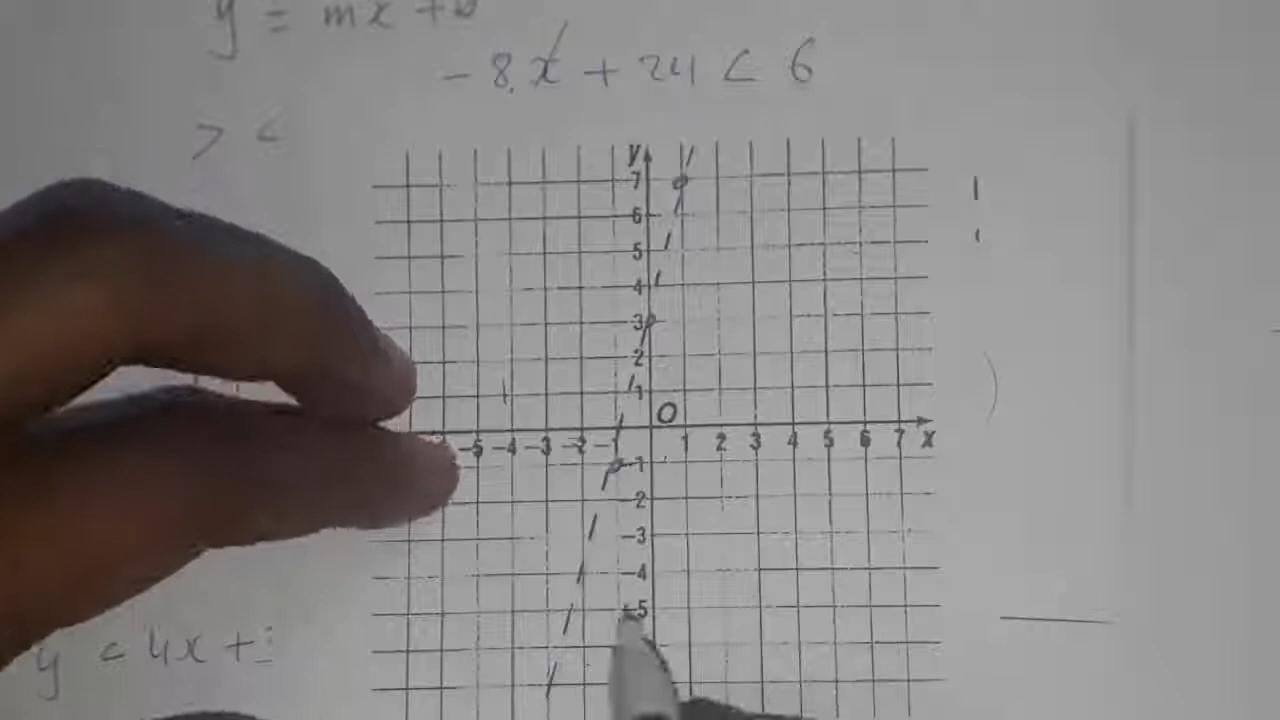 y = mx + b
- 8x + 24 < 6
> <
y
7
6
5
4
3
2
1
O
-5 -4 -3 -2 -1 1 2 3 4 5 6 7 x
-1
-2
-3
-4
-5
y < 4x +